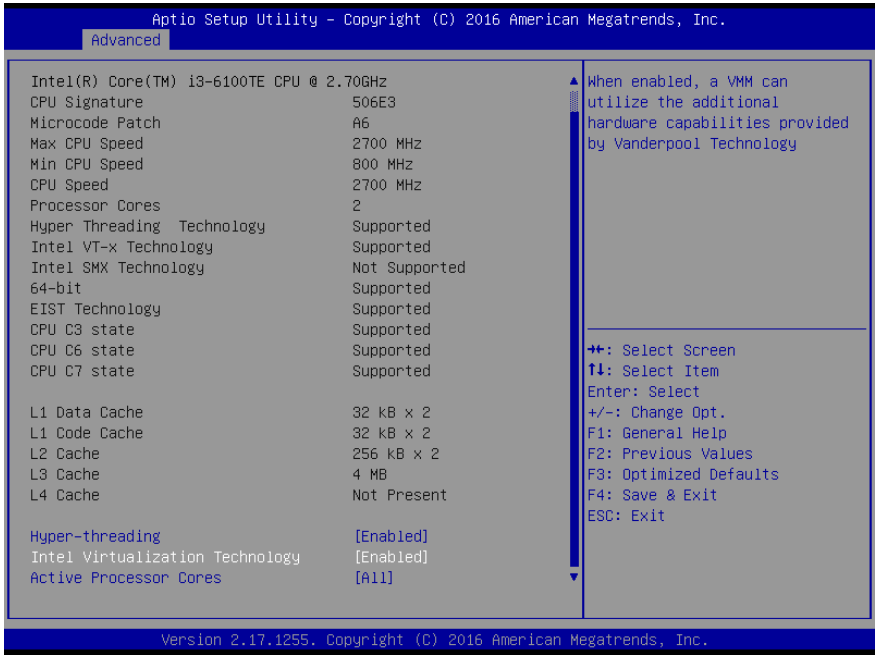 Aptio Setup Utility – Copyright (C) 2016 American Megatrends, Inc.
Advanced
Intel(R) Core(TM) i3-6100TE CPU @ 2.70GHz
CPU Signature 506E3
Microcode Patch A6
Max CPU Speed 2700 MHz
Min CPU Speed 800 MHz
CPU Speed 2700 MHz
Processor Cores 2
Hyper Threading Technology Supported
Intel VT-x Technology Supported
Intel SMX Technology Not Supported
64-bit Supported
EIST Technology Supported
CPU C3 state Supported
CPU C6 state Supported
CPU C7 state Supported
L1 Data Cache 32 kB x 2
L1 Code Cache 32 kB x 2
L2 Cache 256 kB x 2
L3 Cache 4 MB
L4 Cache Not Present
Hyper-threading [Enabled]
Intel Virtualization Technology [Enabled]
Active Processor Cores [All]
When enabled, a VMM can
utilize the additional
hardware capabilities provided
by Vanderpool Technology
→←: Select Screen
↑↓: Select Item
Enter: Select
+/-: Change Opt.
F1: General Help
F2: Previous Values
F3: Optimized Defaults
F4: Save & Exit
ESC: Exit
Version 2.17.1255. Copyright (C) 2016 American Megatrends, Inc.